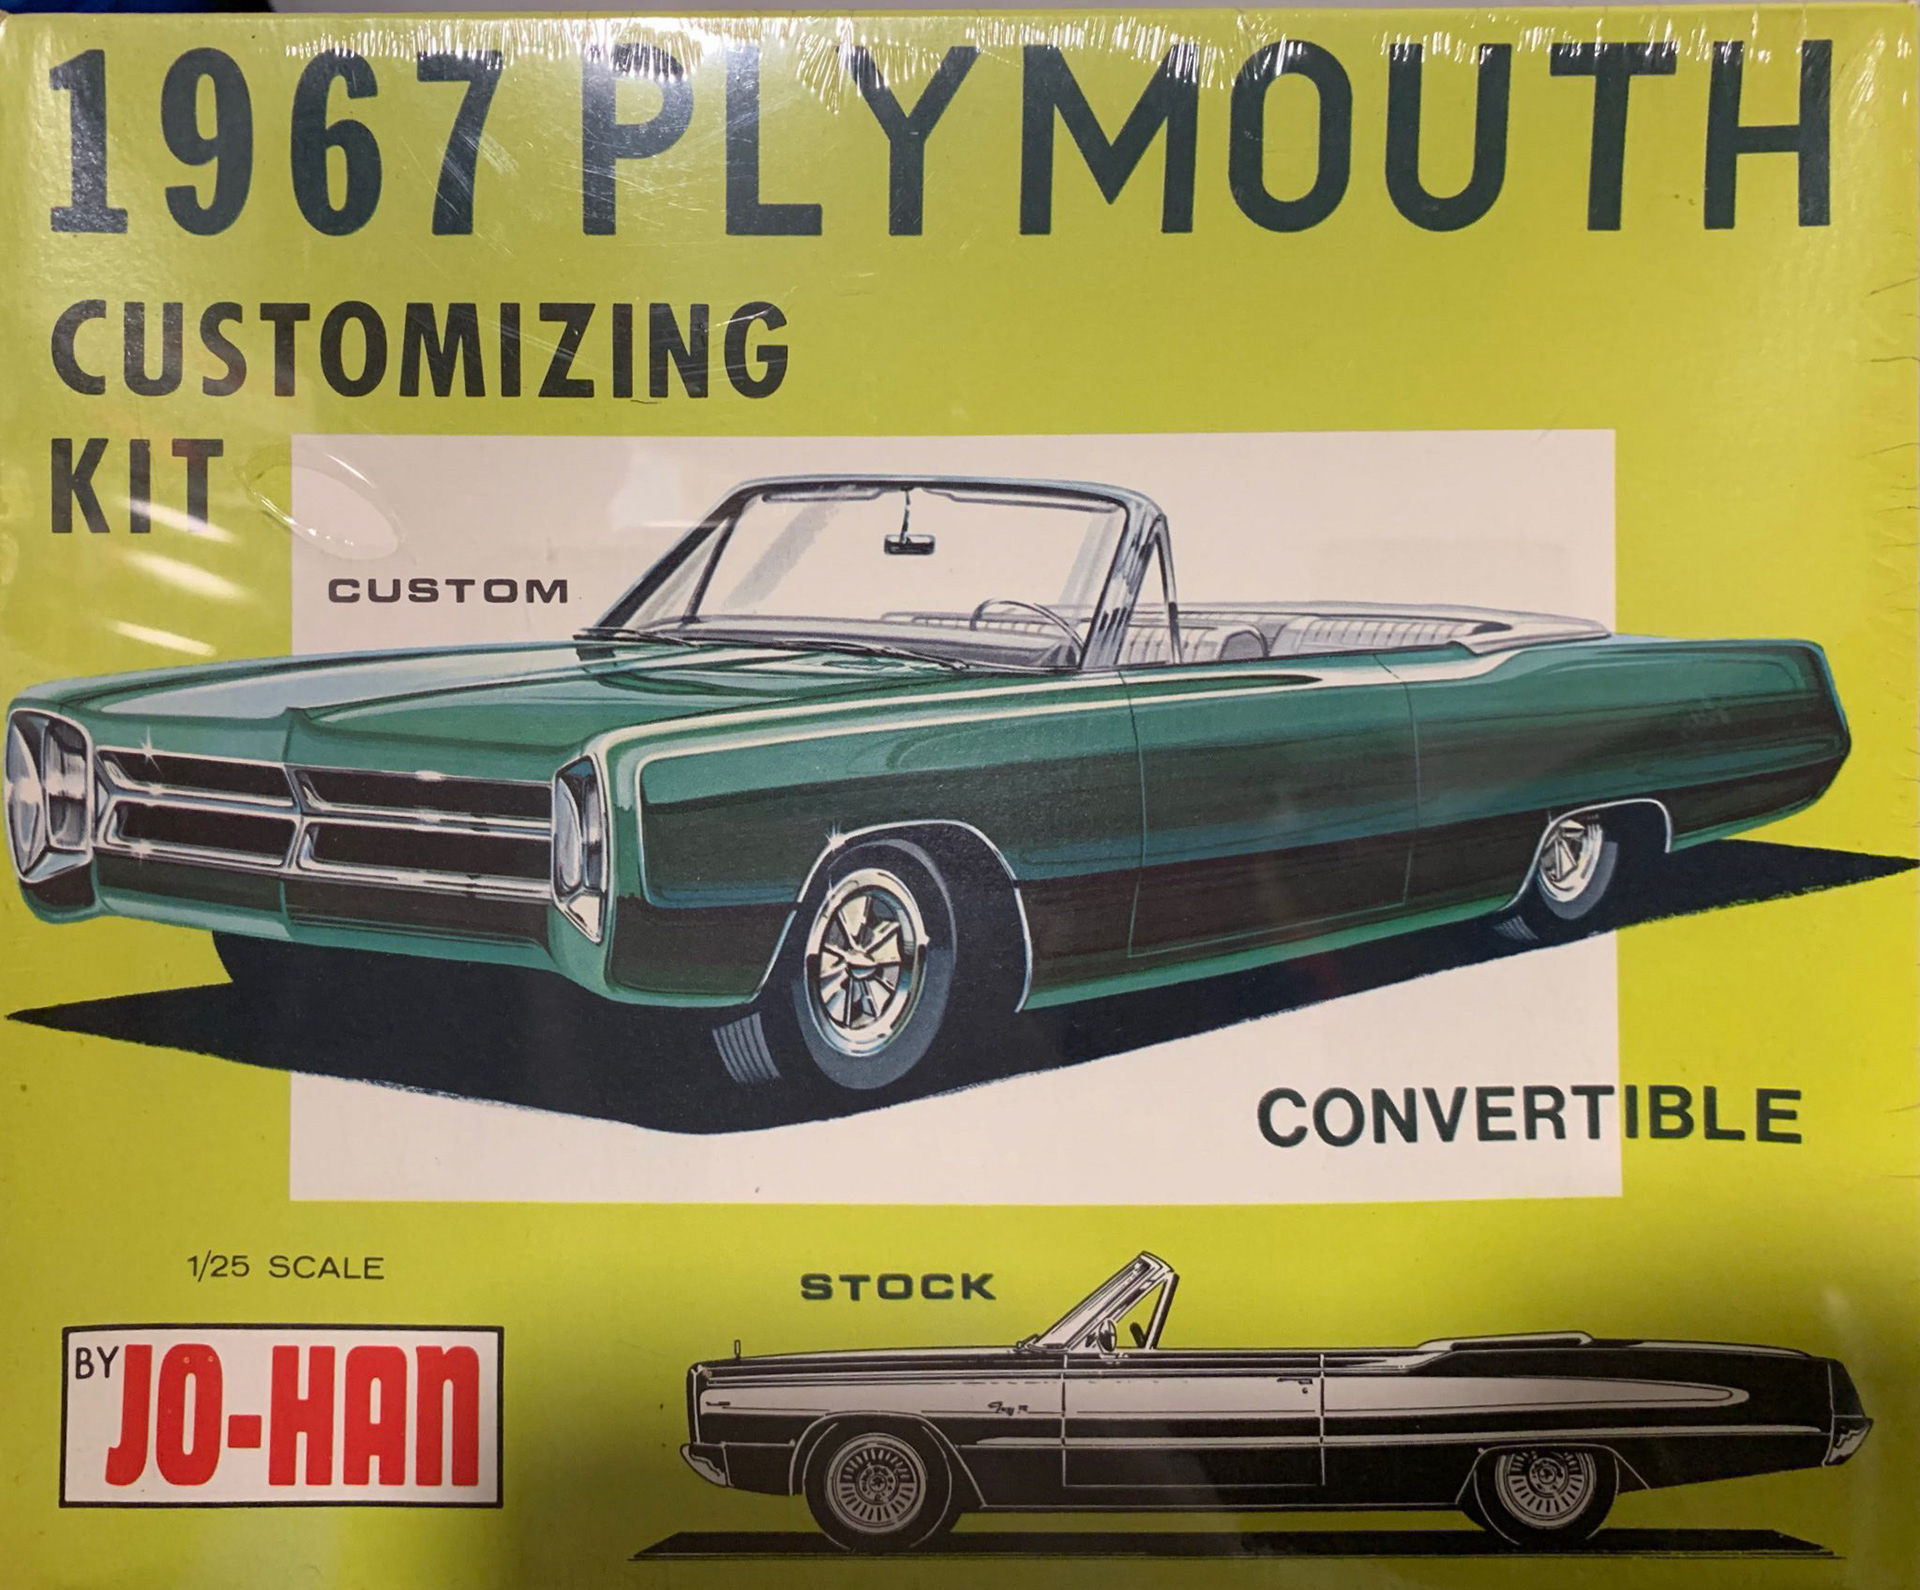 1967 PLYMOUTH
CUSTOMIZING
KIT
CUSTOM
CONVERTIBLE
1/25 SCALE
STOCK
BY JO-HAN